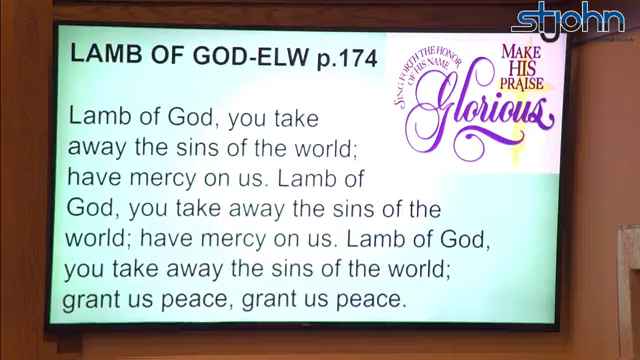 stjohn
LAMB OF GOD-ELW p.174
SING FORTH THE HONOR
OF HIS NAME
MAKE
HIS
PRAISE
Glorious
Lamb of God, you take
away the sins of the world;
have mercy on us. Lamb of
God, you take away the sins of the
world; have mercy on us. Lamb of God,
you take away the sins of the world;
grant us peace, grant us peace.